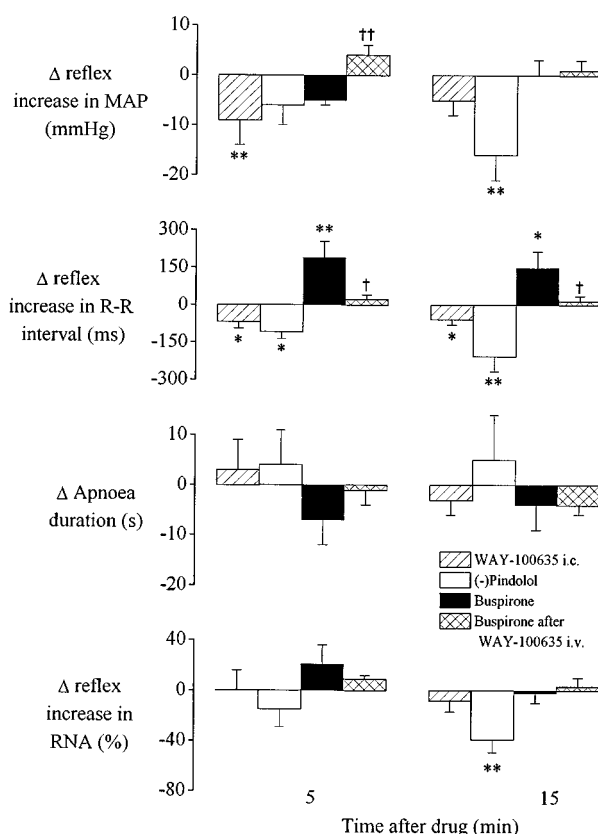 10
0
-10
-20
Δ reflex
increase in MAP
(mmHg)
††
**
**
300
150
0
-150
-300
Δ reflex
increase in R-R
interval (ms)
**
†
*
*
*
†
*
**
10
0
-10
-20
Δ Apnoea
duration (s)
WAY-100635 i.c.
(-)Pindolol
Buspirone
Buspirone after
WAY-100635 i.v.
40
0
-40
-80
Δ reflex
increase in
RNA (%)
**
5
15
Time after drug (min)